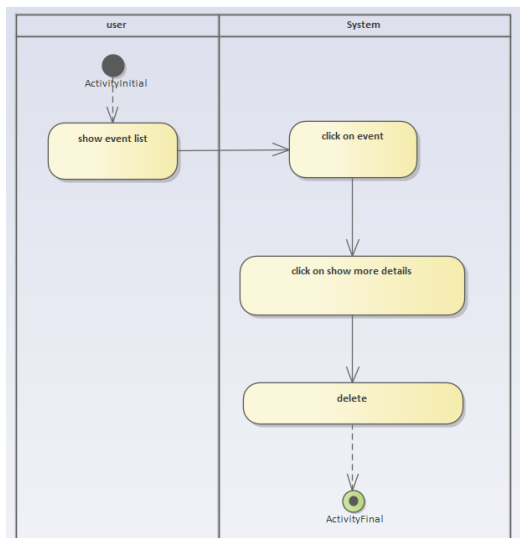 user
System
ActivityInitial
show event list
click on event
click on show more details
delete
ActivityFinal